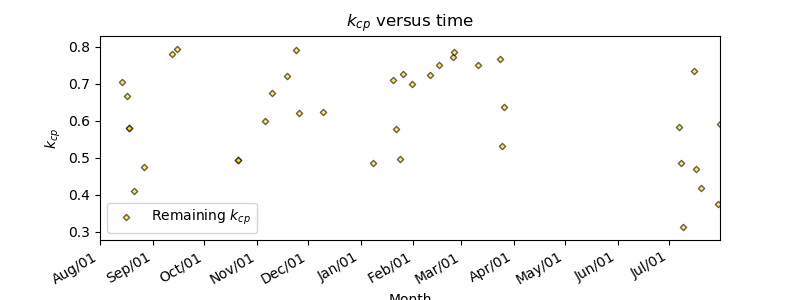 k_cp versus time
k_cp
0.8
0.7
0.6
0.5
0.4
0.3
Remaining k_cp
Aug/01 Sep/01 Oct/01 Nov/01 Dec/01 Jan/01 Feb/01 Mar/01 Apr/01 May/01 Jun/01 Jul/01
Month